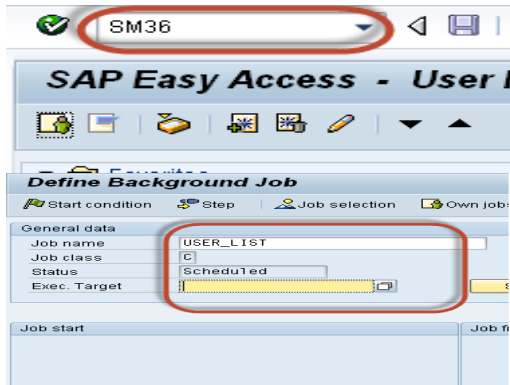 SM36
SAP Easy Access - User
Define Background Job
Start condition Step Job selection Own jobs
General data
Job name USER_LIST
Job class C
Status Scheduled
Exec. Target
Job start Job